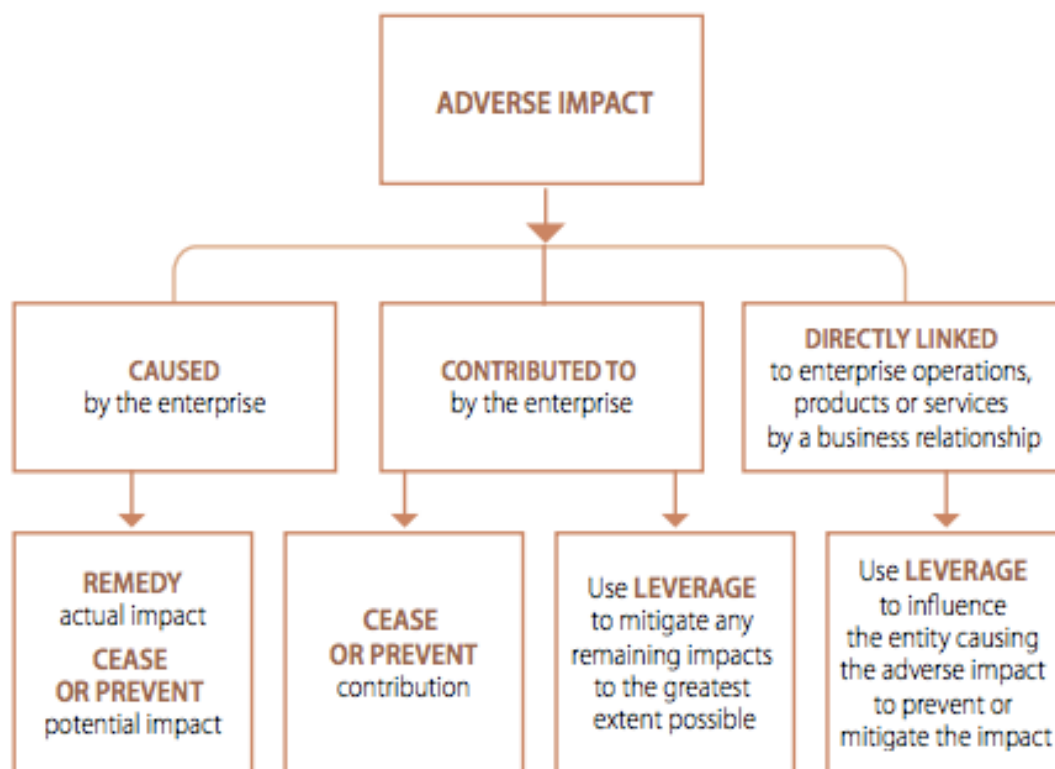 ADVERSE IMPACT
CAUSED
by the enterprise
CONTRIBUTED TO
by the enterprise
DIRECTLY LINKED
to enterprise operations,
products or services
by a business relationship
REMEDY
actual impact
CEASE
OR PREVENT
potential impact
CEASE
OR PREVENT
contribution
Use LEVERAGE
to mitigate any
remaining impacts
to the greatest
extent possible
Use LEVERAGE
to influence
the entity causing
the adverse impact
to prevent or
mitigate the impact